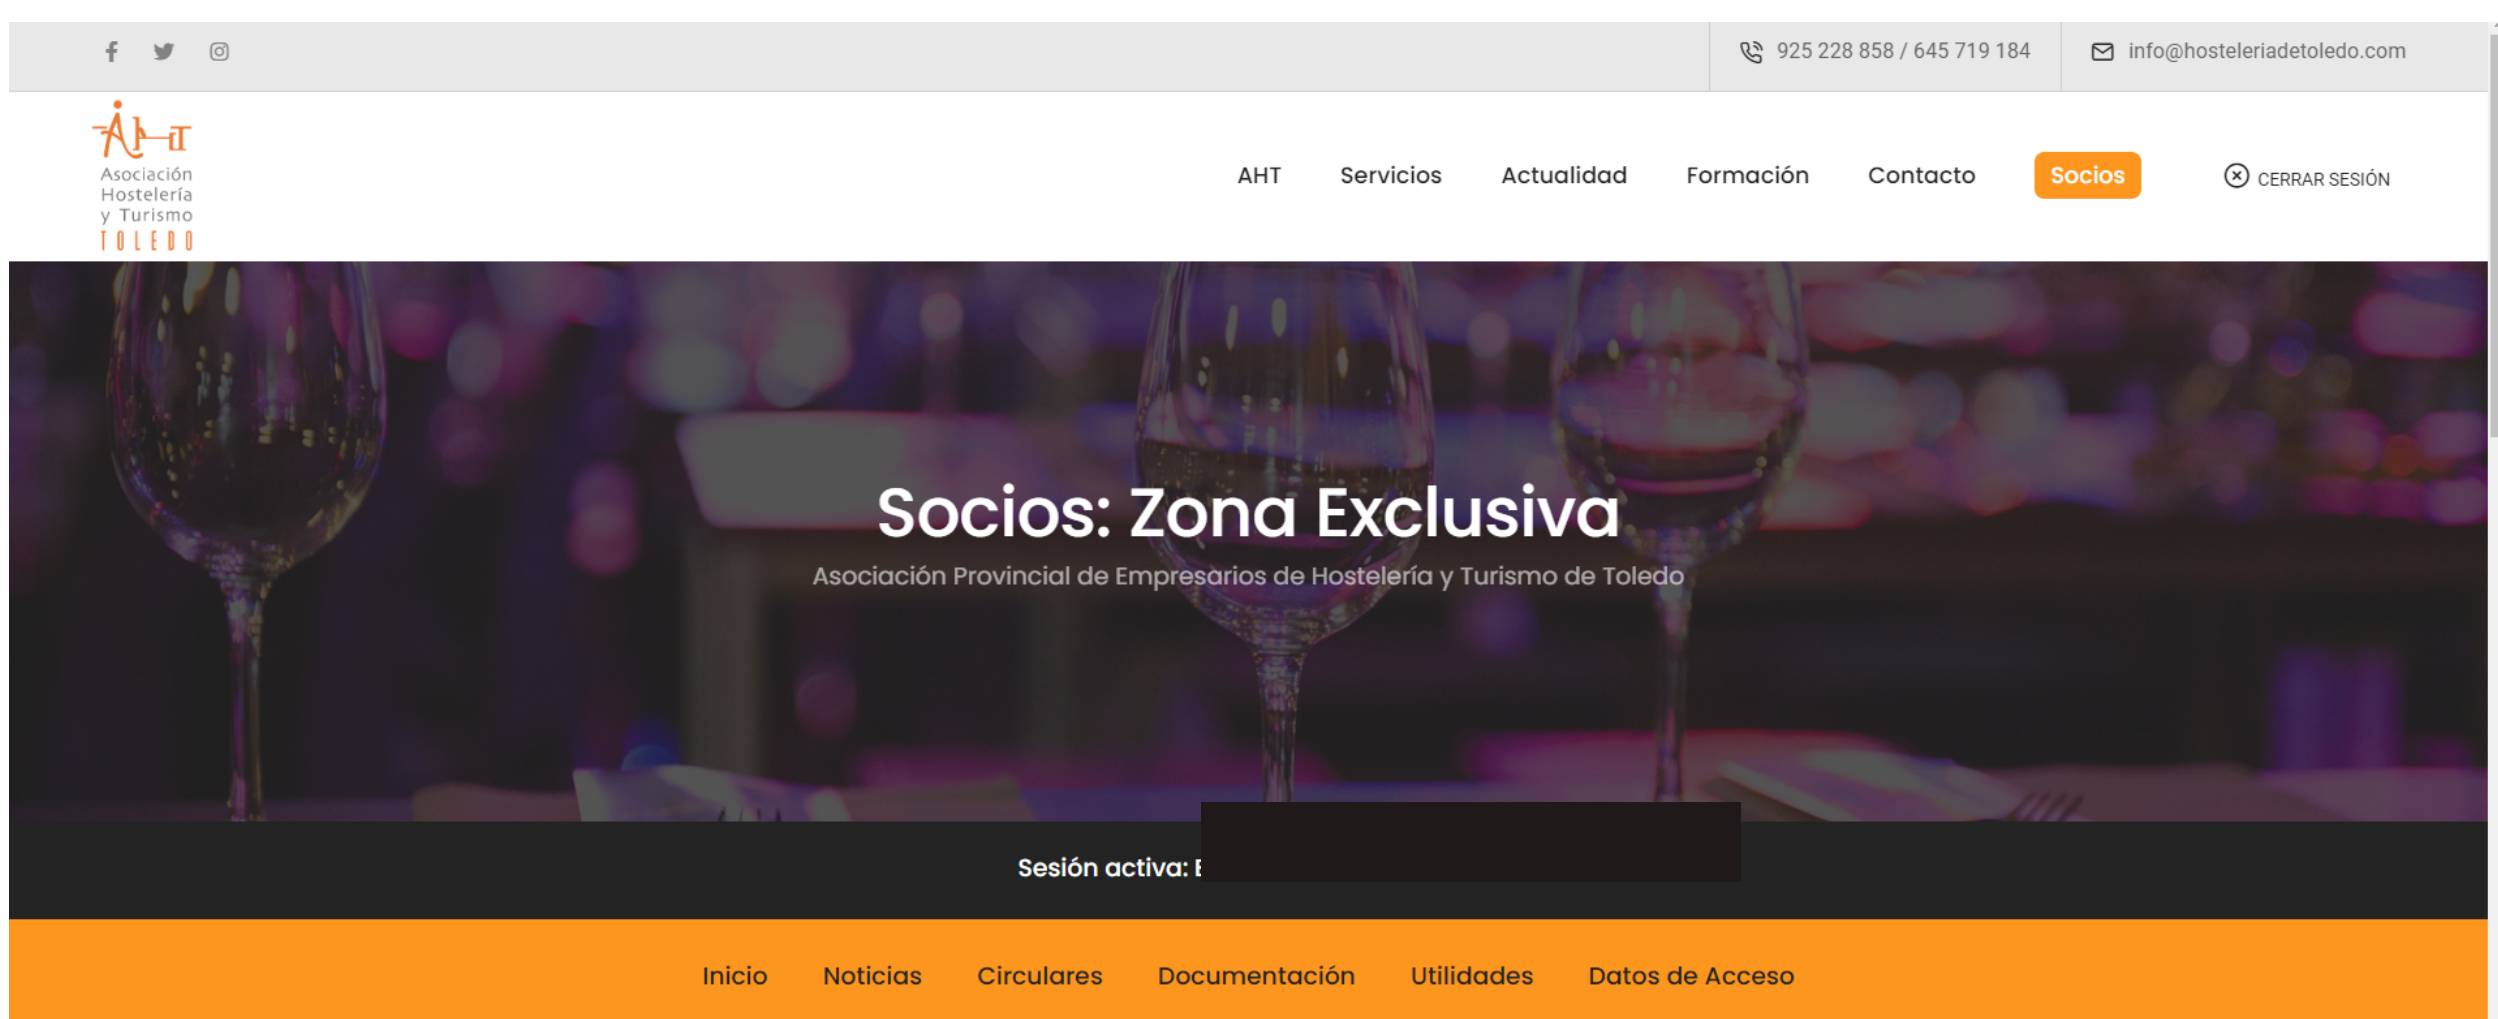 925 228 858 / 645 719 184
info@hosteleriadetoledo.com
AHT
Asociación
Hostelería
y Turismo
TOLEDO
AHT
Servicios
Actualidad
Formación
Contacto
Socios
CERRAR SESIÓN
Socios: Zona Exclusiva
Asociación Provincial de Empresarios de Hostelería y Turismo de Toledo
Sesión activa:
Inicio
Noticias
Circulares
Documentación
Utilidades
Datos de Acceso